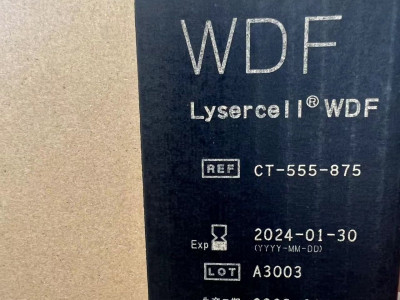 WDF
Lysercell® WDF
REF CT-555-875
Exp 2024-01-30
(YYYY-MM-DD)
LOT A3003